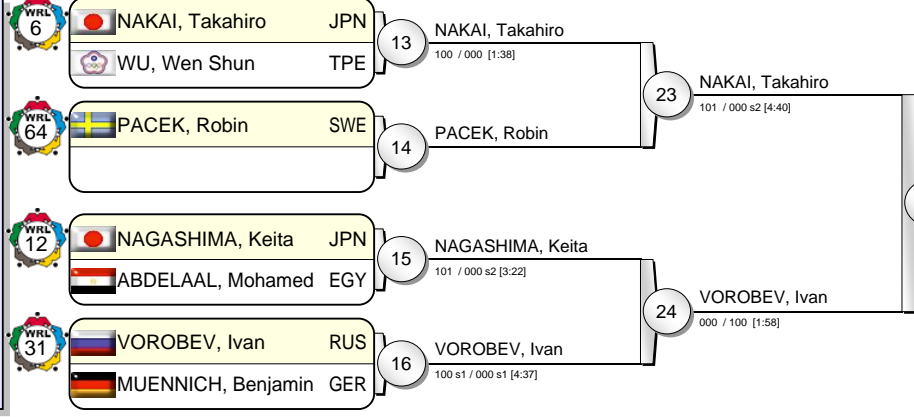 WRL
6
NAKAI, Takahiro JPN
WU, Wen Shun TPE
13
NAKAI, Takahiro
100 / 000 [1:38]
23
NAKAI, Takahiro
101 / 000 s2 [4:40]
WRL
64
PACEK, Robin SWE
14
PACEK, Robin
WRL
12
NAGASHIMA, Keita JPN
ABDELAAL, Mohamed EGY
15
NAGASHIMA, Keita
101 / 000 s2 [3:22]
24
VOROBEV, Ivan
000 / 100 [1:58]
WRL
31
VOROBEV, Ivan RUS
MUENNICH, Benjamin GER
16
VOROBEV, Ivan
100 s1 / 000 s1 [4:37]